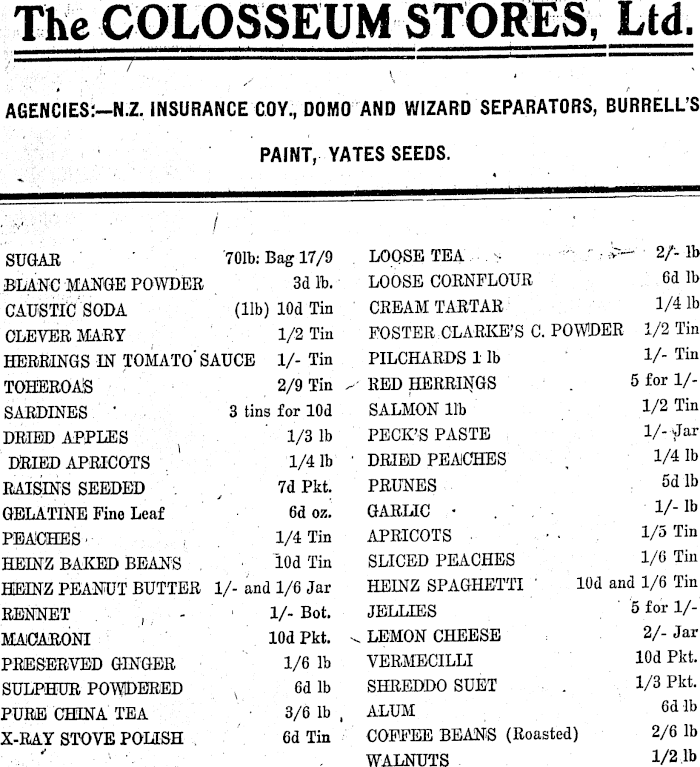 The COLOSSEUM STORES, Ltd.
AGENCIES:—N.Z. INSURANCE COY., DOMO AND WIZARD SEPARATORS, BURRELL'S
PAINT, YATES SEEDS.
SUGAR 70lb: Bag 17/9
BLANC MANGE POWDER 3d lb.
CAUSTIC SODA (1lb) 10d Tin
CLEVER MARY 1/2 Tin
HERRINGS IN TOMATO SAUCE 1/- Tin
TOHEROA'S 2/9 Tin
SARDINES 3 tins for 10d
DRIED APPLES 1/3 lb
DRIED APRICOTS 1/4 lb
RAISINS SEEDED 7d Pkt.
GELATINE Fine Leaf 6d oz.
PEACHES 1/4 Tin
HEINZ BAKED BEANS 10d Tin
HEINZ PEANUT BUTTER 1/- and 1/6 Jar
RENNET 1/- Bot.
MACARONI 10d Pkt.
PRESERVED GINGER 1/6 lb
SULPHUR POWDERED 6d lb
PURE CHINA TEA 3/6 lb
X-RAY STOVE POLISH 6d Tin
LOOSE TEA 2/- lb
LOOSE CORNFLOUR 6d lb
CREAM TARTAR 1/4 lb
FOSTER CLARKE'S C. POWDER 1/2 Tin
PILCHARDS 1 lb 1/- Tin
RED HERRINGS 5 for 1/-
SALMON 1lb 1/2 Tin
PECK'S PASTE 1/- Jar
DRIED PEACHES 1/4 lb
PRUNES 5d lb
GARLIC 1/- lb
APRICOTS 1/5 Tin
SLICED PEACHES 1/6 Tin
HEINZ SPAGHETTI 10d and 1/6 Tin
JELLIES 5 for 1/-
LEMON CHEESE 2/- Jar
VERMECILLI 10d Pkt.
SHREDDO SUET 1/3 Pkt.
ALUM 6d lb
COFFEE BEANS (Roasted) 2/6 lb
WALNUTS 1/2 lb